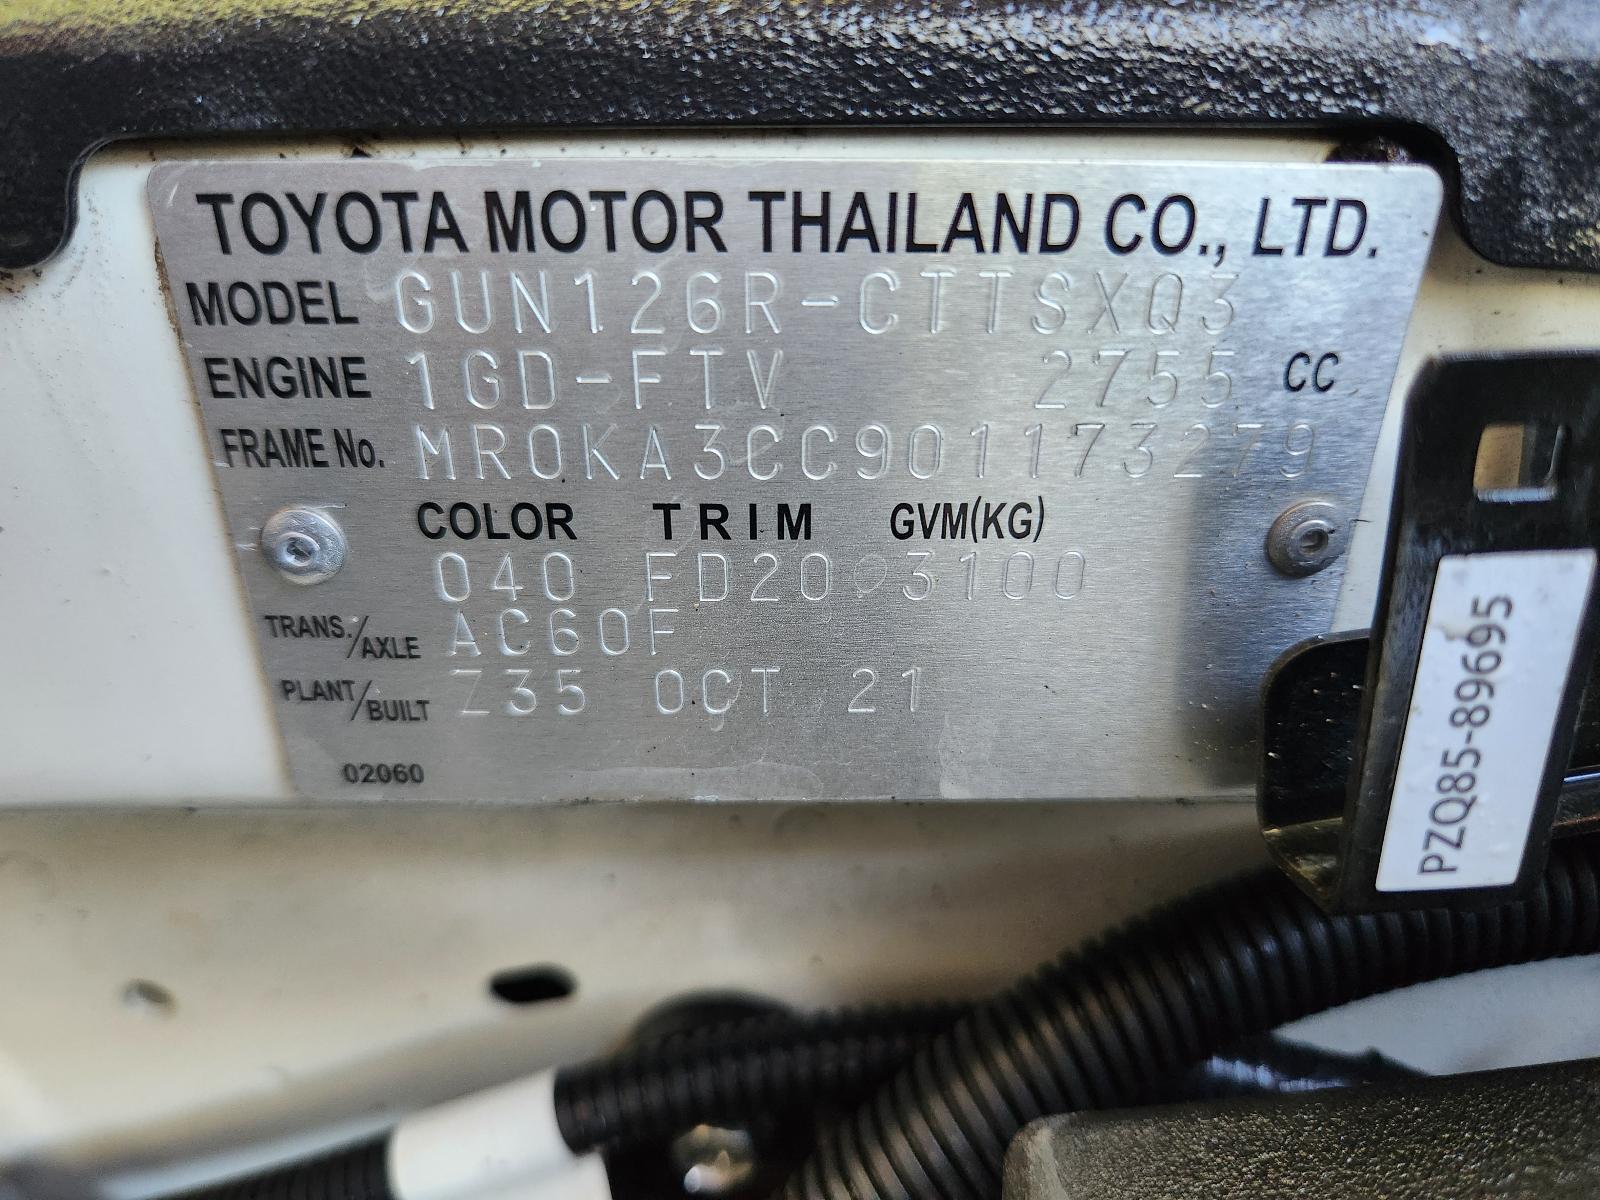 TOYOTA MOTOR THAILAND CO., LTD.
MODEL GUN126R-CTTSXQ3
ENGINE 1GD-FTV 2755 CC
FRAME No. MR0KA3CC901173279
COLOR TRIM GVM(KG)
040 FD20 3100
TRANS./AXLE AC60F
PLANT/BUILT Z35 OCT 21
02060
PZQ85-89695